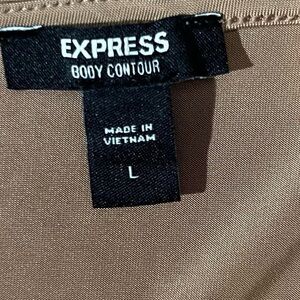 EXPRESS
BODY CONTOUR
MADE IN
VIETNAM
L